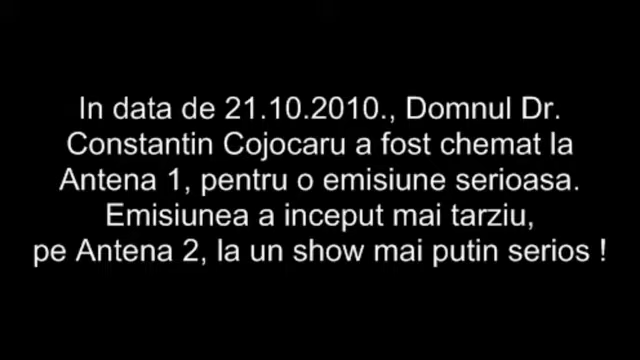 In data de 21.10.2010., Domnul Dr.
Constantin Cojocaru a fost chemat la
Antena 1, pentru o emisiune serioasa.
Emisiunea a inceput mai tarziu,
pe Antena 2, la un show mai putin serios !